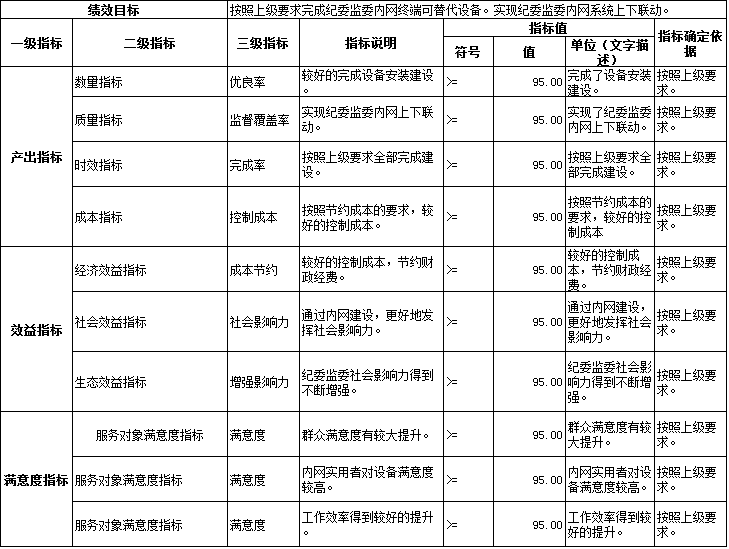 绩效目标 按照上级要求完成纪委监委内网终端可替代设备。实现纪委监委内网系统上下联动。
一级指标 二级指标 三级指标 指标说明 指标值 指标确定依据
符号 值 单位（文字描述）
产出指标 数量指标 优良率 较好的完成设备安装建设。 >= 95.00 完成了设备安装建设。 按照上级要求。
质量指标 监督覆盖率 实现纪委监委内网上下联动。 >= 95.00 实现了纪委监委内网上下联动。 按照上级要求。
时效指标 完成率 按照上级要求全部完成建设。 >= 95.00 按照上级要求全部完成建设。 按照上级要求。
成本指标 控制成本 按照节约成本的要求，较好的控制成本。 >= 95.00 按照节约成本的要求，较好的控制成本 按照上级要求。
效益指标 经济效益指标 成本节约 较好的控制成本，节约财政经费。 >= 95.00 较好的控制成本，节约财政经费。 按照上级要求。
社会效益指标 社会影响力 通过内网建设，更好地发挥社会影响力。 >= 95.00 通过内网建设，更好地发挥社会影响力。 按照上级要求。
生态效益指标 增强影响力 纪委监委社会影响力得到不断增强。 >= 95.00 纪委监委社会影响力得到不断增强。 按照上级要求。
满意度指标 服务对象满意度指标 满意度 群众满意度有较大提升。 >= 95.00 群众满意度有较大提升。 按照上级要求。
服务对象满意度指标 满意度 内网实用者对设备满意度较高。 >= 95.00 内网实用者对设备满意度较高。 按照上级要求。
服务对象满意度指标 满意度 工作效率得到较好的提升。 >= 95.00 工作效率得到较好的提升。 按照上级要求。